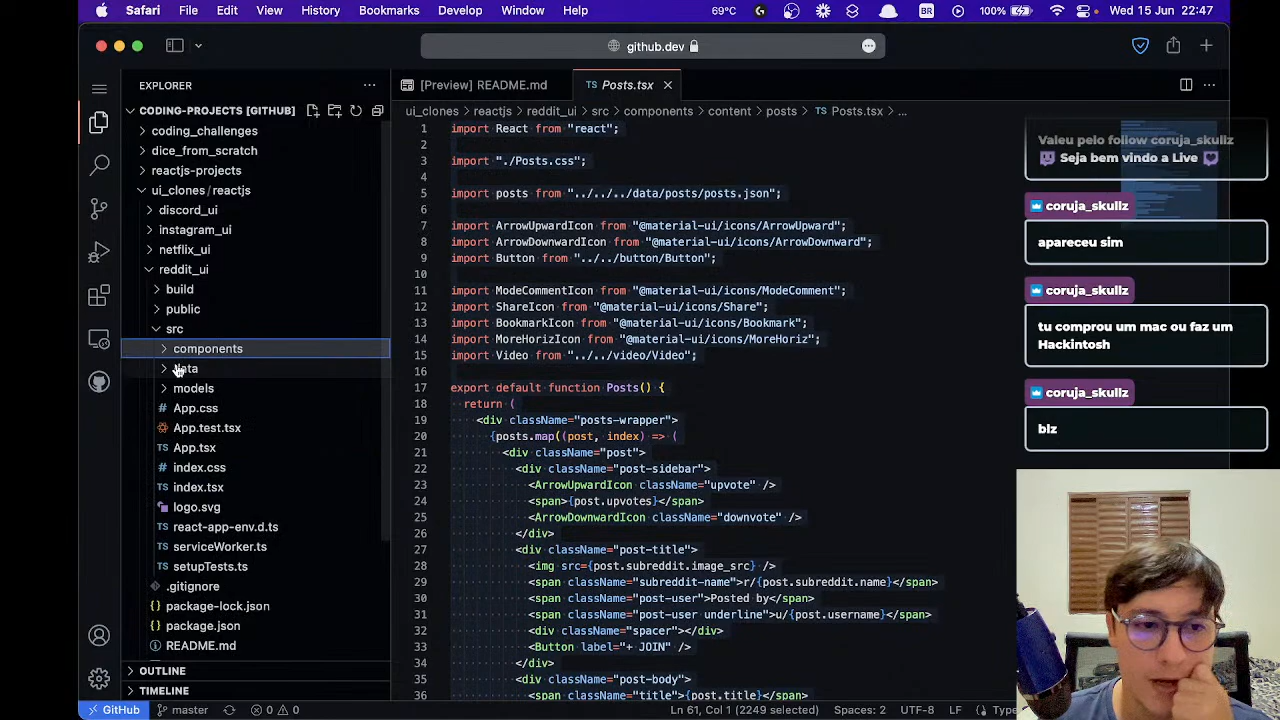 Safari File Edit View History Bookmarks Develop Window Help 69°C BR 100% Wed 15 Jun 22:47
github.dev
EXPLORER
CODING-PROJECTS [GITHUB]
coding_challenges
dice_from_scratch
reactjs-projects
ui_clones/reactjs
discord_ui
instagram_ui
netflix_ui
reddit_ui
build
public
src
components
data
models
# App.css
App.test.tsx
TS App.tsx
# index.css
TS index.tsx
logo.svg
TS react-app-env.d.ts
TS serviceWorker.ts
TS setupTests.ts
.gitignore
{} package-lock.json
{} package.json
README.md
OUTLINE
TIMELINE
[Preview] README.md
TS Posts.tsx
ui_clones > reactjs > reddit_ui > src > components > content > posts > TS Posts.tsx > ...
1 import React from "react";
2
3 import "./Posts.css";
4
5 import posts from "../../../data/posts/posts.json";
6
7 import ArrowUpwardIcon from "@material-ui/icons/ArrowUpward";
8 import ArrowDownwardIcon from "@material-ui/icons/ArrowDownward";
9 import Button from "../../button/Button";
10
11 import ModeCommentIcon from "@material-ui/icons/ModeComment";
12 import ShareIcon from "@material-ui/icons/Share";
13 import BookmarkIcon from "@material-ui/icons/Bookmark";
14 import MoreHorizIcon from "@material-ui/icons/MoreHoriz";
15 import Video from "../../video/Video";
16
17 export default function Posts() {
18 return (
19 <div className="posts-wrapper">
20 {posts.map((post, index) => (
21 <div className="post">
22 <div className="post-sidebar">
23 <ArrowUpwardIcon className="upvote" />
24 <span>{post.upvotes}</span>
25 <ArrowDownwardIcon className="downvote" />
26 </div>
27 <div className="post-title">
28 <img src={post.subreddit.image_src} />
29 <span className="subreddit-name">r/{post.subreddit.name}</span>
30 <span className="post-user">Posted by</span>
31 <span className="post-user underline">u/{post.username}</span>
32 <div className="spacer"></div>
33 <Button label="+ JOIN" />
34 </div>
35 <div className="post-body">
36 <span className="title">{post.title}</span>
Valeu pelo follow coruja_skullz
Seja bem vindo a Live
coruja_skullz
apareceu sim
coruja_skullz
tu comprou um mac ou faz um
Hackintosh
coruja_skullz
blz
GitHub master 0 0 Ln 61, Col 1 (2249 selected) Spaces: 2 UTF-8 LF {}